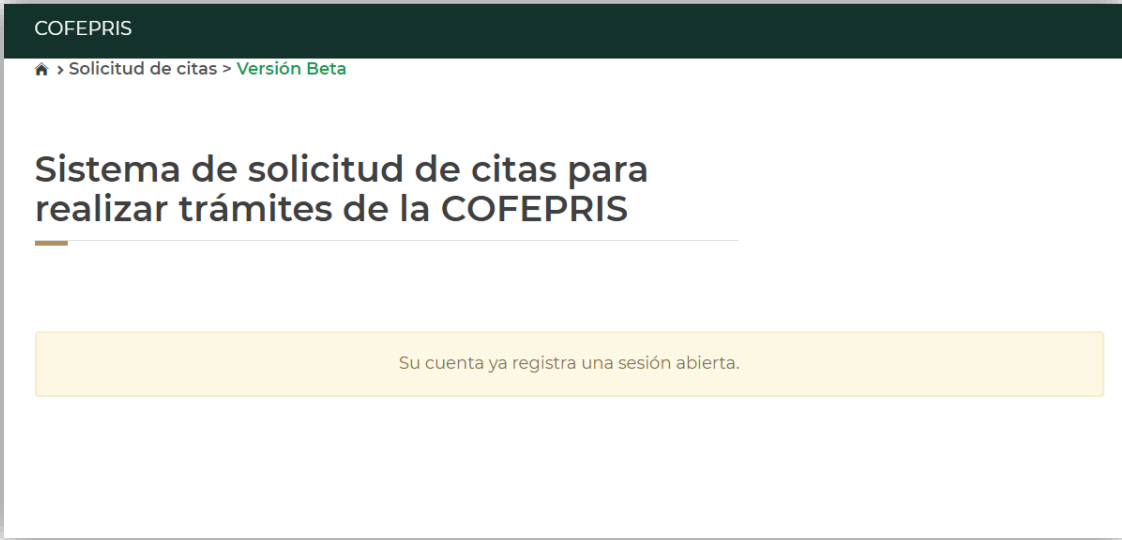 COFEPRIS
› Solicitud de citas > Versión Beta
Sistema de solicitud de citas para
realizar trámites de la COFEPRIS
Su cuenta ya registra una sesión abierta.